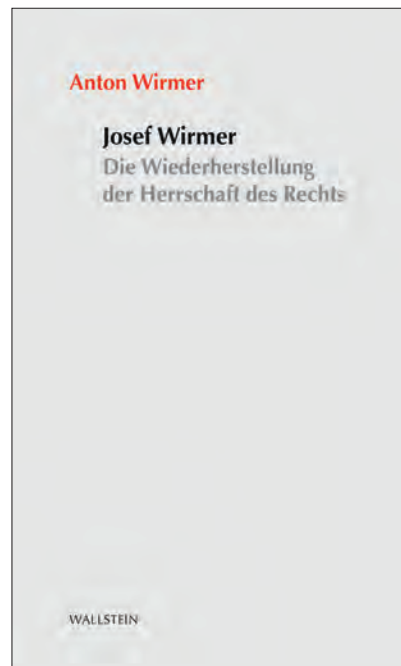 Anton Wirmer
Josef Wirmer
Die Wiederherstellung
der Herrschaft des Rechts
WALLSTEIN